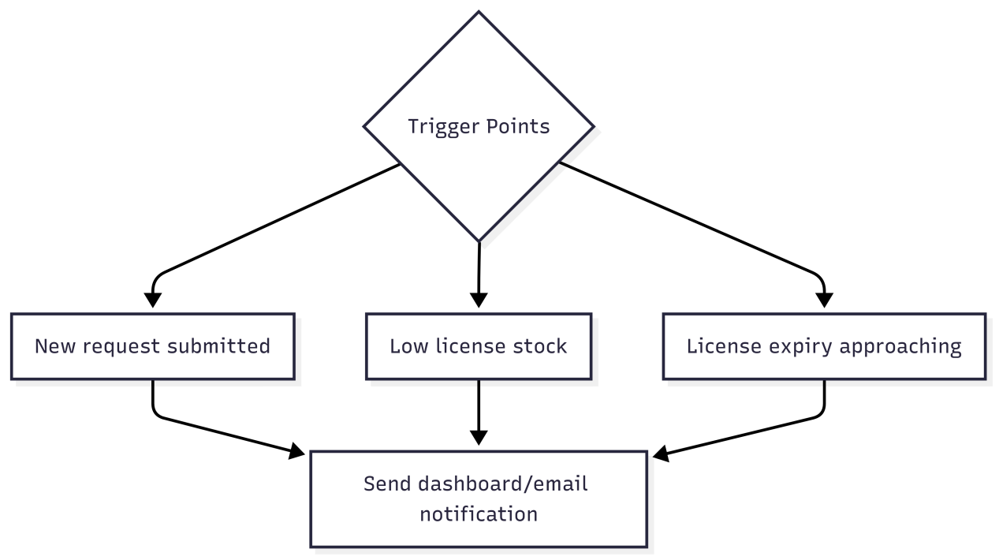 Trigger Points
New request submitted
Low license stock
License expiry approaching
Send dashboard/email
notification